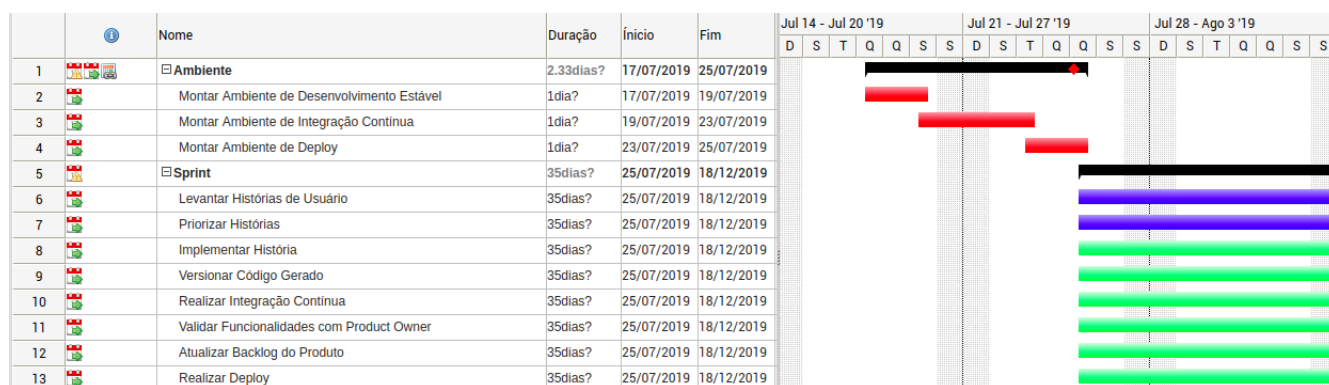 Jul 14 - Jul 20 '19 Jul 21 - Jul 27 '19 Jul 28 - Ago 3 '19
Nome Duração Ínicio Fim
D S T Q Q S S D S T Q Q S S D S T Q Q S S
1 Ambiente 2.33dias? 17/07/2019 25/07/2019
2 Montar Ambiente de Desenvolvimento Estável 1dia? 17/07/2019 19/07/2019
3 Montar Ambiente de Integração Contínua 1dia? 19/07/2019 23/07/2019
4 Montar Ambiente de Deploy 1dia? 23/07/2019 25/07/2019
5 Sprint 35dias? 25/07/2019 18/12/2019
6 Levantar Histórias de Usuário 35dias? 25/07/2019 18/12/2019
7 Priorizar Histórias 35dias? 25/07/2019 18/12/2019
8 Implementar História 35dias? 25/07/2019 18/12/2019
9 Versionar Código Gerado 35dias? 25/07/2019 18/12/2019
10 Realizar Integração Contínua 35dias? 25/07/2019 18/12/2019
11 Validar Funcionalidades com Product Owner 35dias? 25/07/2019 18/12/2019
12 Atualizar Backlog do Produto 35dias? 25/07/2019 18/12/2019
13 Realizar Deploy 35dias? 25/07/2019 18/12/2019